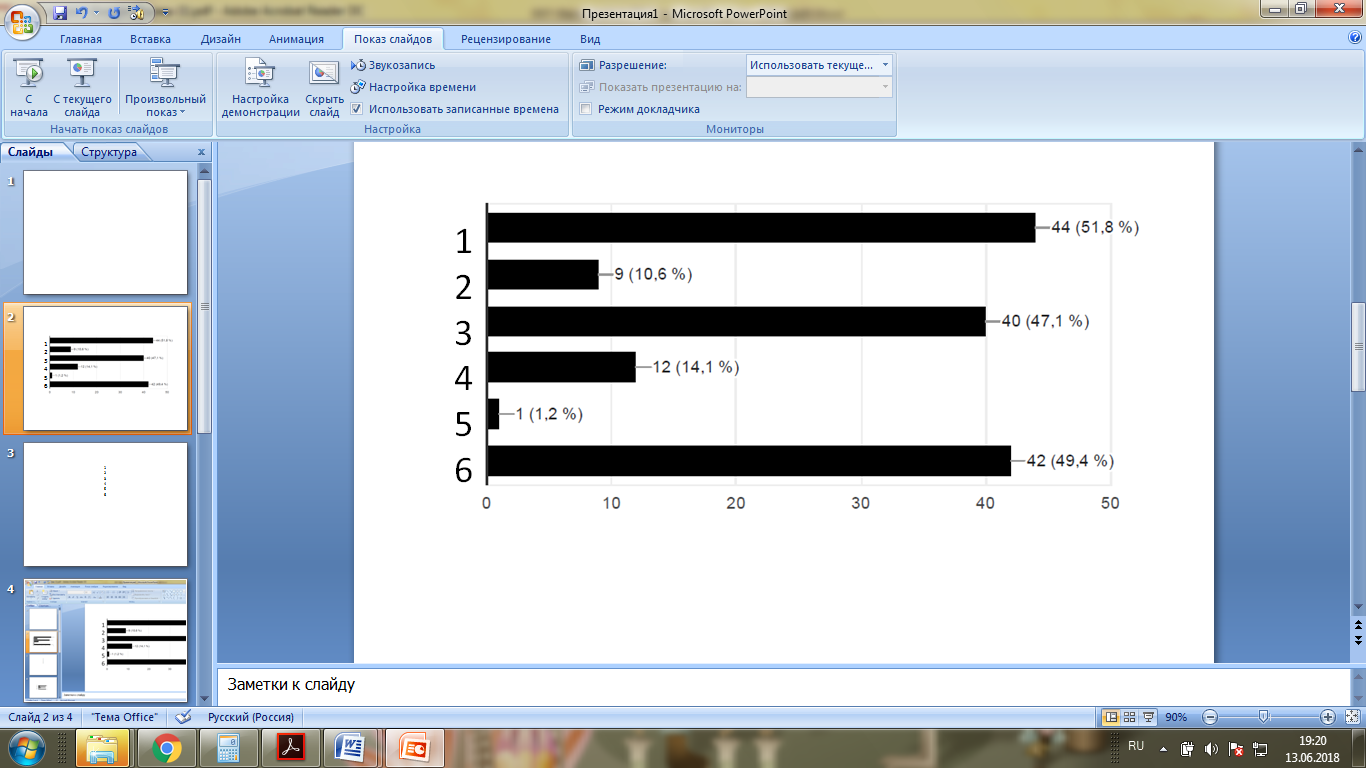 Презентация1 - Microsoft PowerPoint
Главная Вставка Дизайн Анимация Показ слайдов Рецензирование Вид
С начала
С текущего слайда
Произвольный показ
Начать показ слайдов
Настройка демонстрации
Скрыть слайд
Звукозапись
Настройка времени
Использовать записанные времена
Настройка
Разрешение: Использовать текуще...
Показать презентацию на:
Режим докладчика
Мониторы
Слайды Структура x
1
2
3
4
1 44 (51,8 %)
2 9 (10,6 %)
3 40 (47,1 %)
4 12 (14,1 %)
5 1 (1,2 %)
6 42 (49,4 %)
0 10 20 30 40 50
Заметки к слайду
Слайд 2 из 4 "Тема Office" Русский (Россия) 90%
RU 19:20
13.06.2018